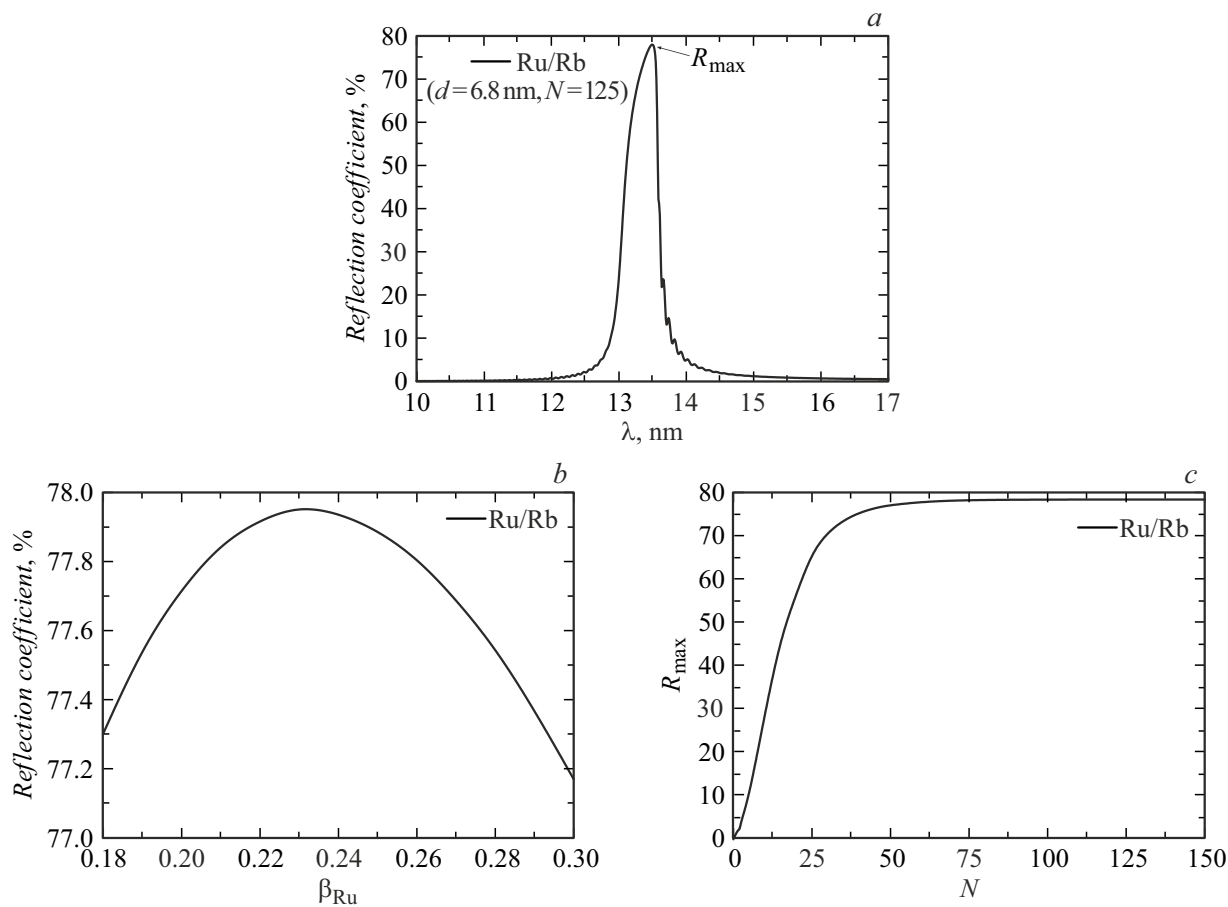 a
80
70
60
50
40
30
20
10
0
Reflection coefficient, %
Ru/Rb
(d = 6.8 nm, N = 125)
R_max
10 11 12 13 14 15 16 17
λ, nm
b
78.0
77.8
77.6
77.4
77.2
77.0
Reflection coefficient, %
Ru/Rb
0.18 0.20 0.22 0.24 0.26 0.28 0.30
β_Ru
c
80
70
60
50
40
30
20
10
0
R_max
Ru/Rb
0 25 50 75 100 125 150
N